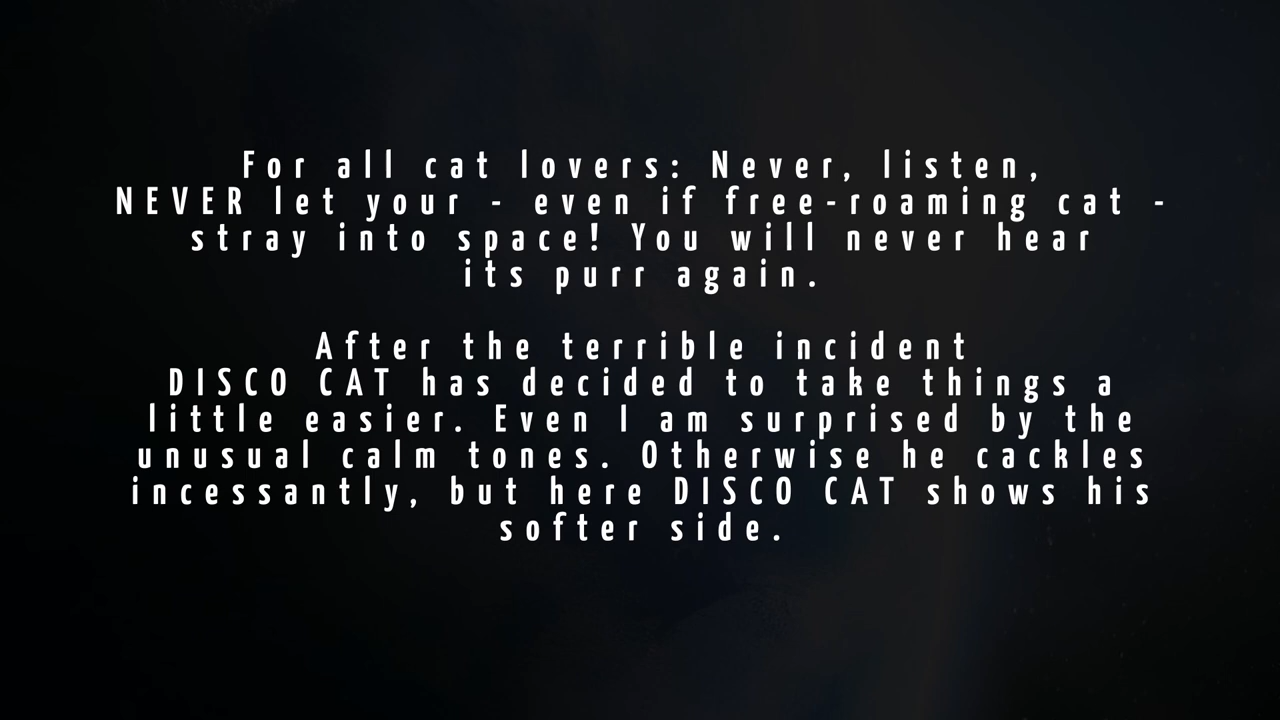 For all cat lovers: Never, listen,
NEVER let your - even if free-roaming cat -
stray into space! You will never hear
its purr again.
After the terrible incident
DISCO CAT has decided to take things a
little easier. Even I am surprised by the
unusual calm tones. Otherwise he cackles
incessantly, but here DISCO CAT shows his
softer side.